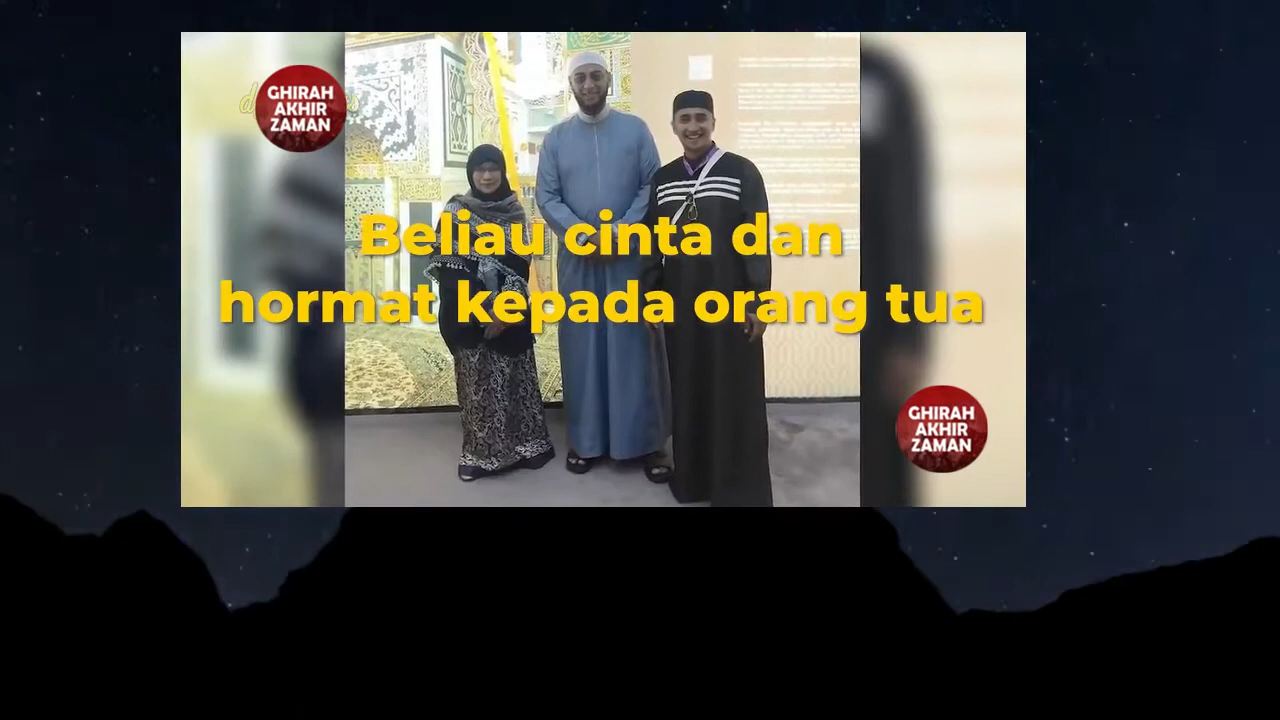 GHIRAH
AKHIR
ZAMAN
Beliau cinta dan
hormat kepada orang tua
GHIRAH
AKHIR
ZAMAN